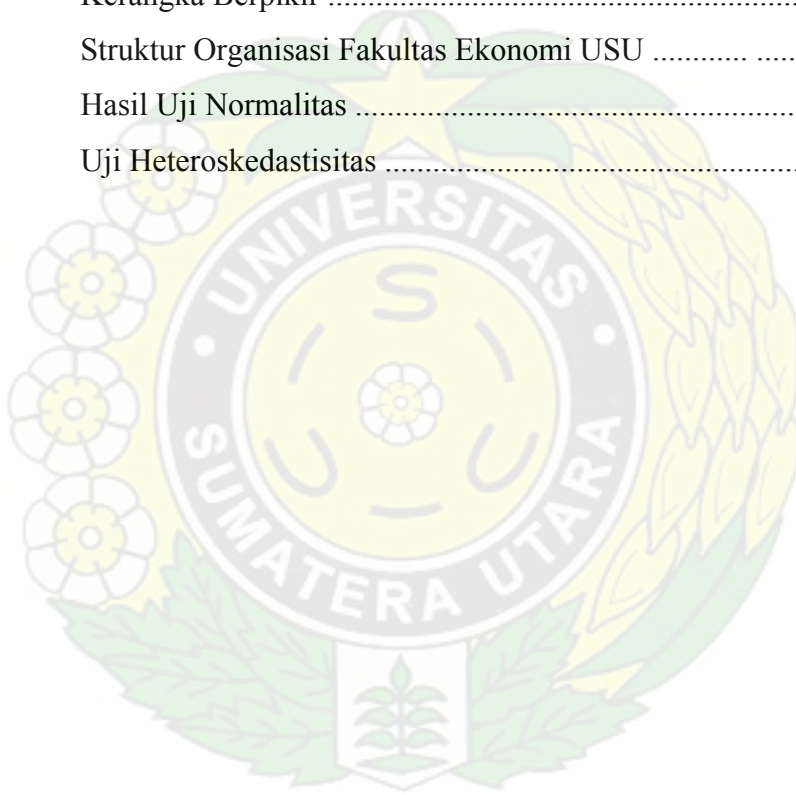 Kerangka Berpikir ..........................................................
Struktur Organisasi Fakultas Ekonomi USU ............ .....
Hasil Uji Normalitas .......................................................
Uji Heteroskedastisitas ...................................................
UNIVERSITAS
S
U
U
SUMATERA UTARA